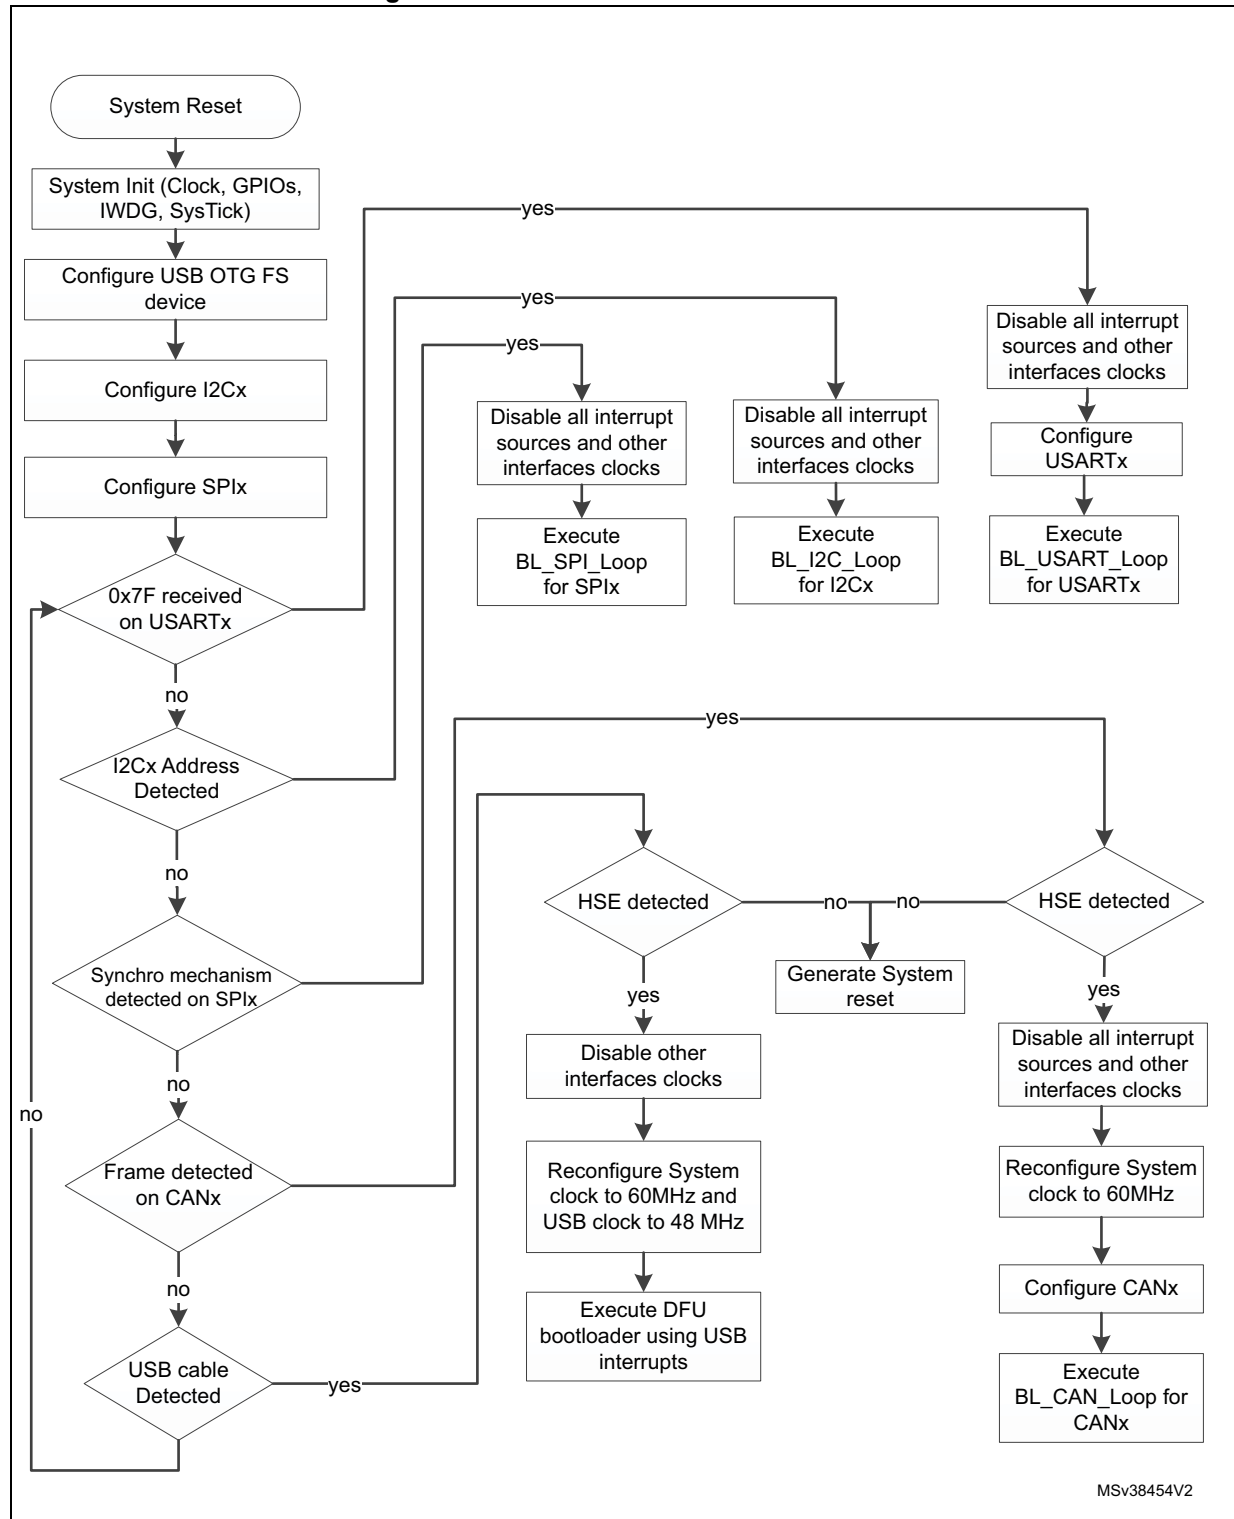 System Reset
System Init (Clock, GPIOs,
IWDG, SysTick)
Configure USB OTG FS
device
Configure I2Cx
Configure SPIx
0x7F received
on USARTx
no
I2Cx Address
Detected
no
Synchro mechanism
detected on SPIx
no
Frame detected
on CANx
no
USB cable
Detected
no
yes
Disable all interrupt
sources and other
interfaces clocks
Configure
USARTx
Execute
BL_USART_Loop
for USARTx
yes
Disable all interrupt
sources and other
interfaces clocks
Execute
BL_I2C_Loop
for I2Cx
yes
Disable all interrupt
sources and other
interfaces clocks
Execute
BL_SPI_Loop
for SPIx
yes
HSE detected
no
yes
Disable all interrupt
sources and other
interfaces clocks
Reconfigure System
clock to 60MHz
Configure CANx
Execute
BL_CAN_Loop for
CANx
yes
HSE detected
no
Generate System
reset
yes
Disable other
interfaces clocks
Reconfigure System
clock to 60MHz and
USB clock to 48 MHz
Execute DFU
bootloader using USB
interrupts
MSv38454V2